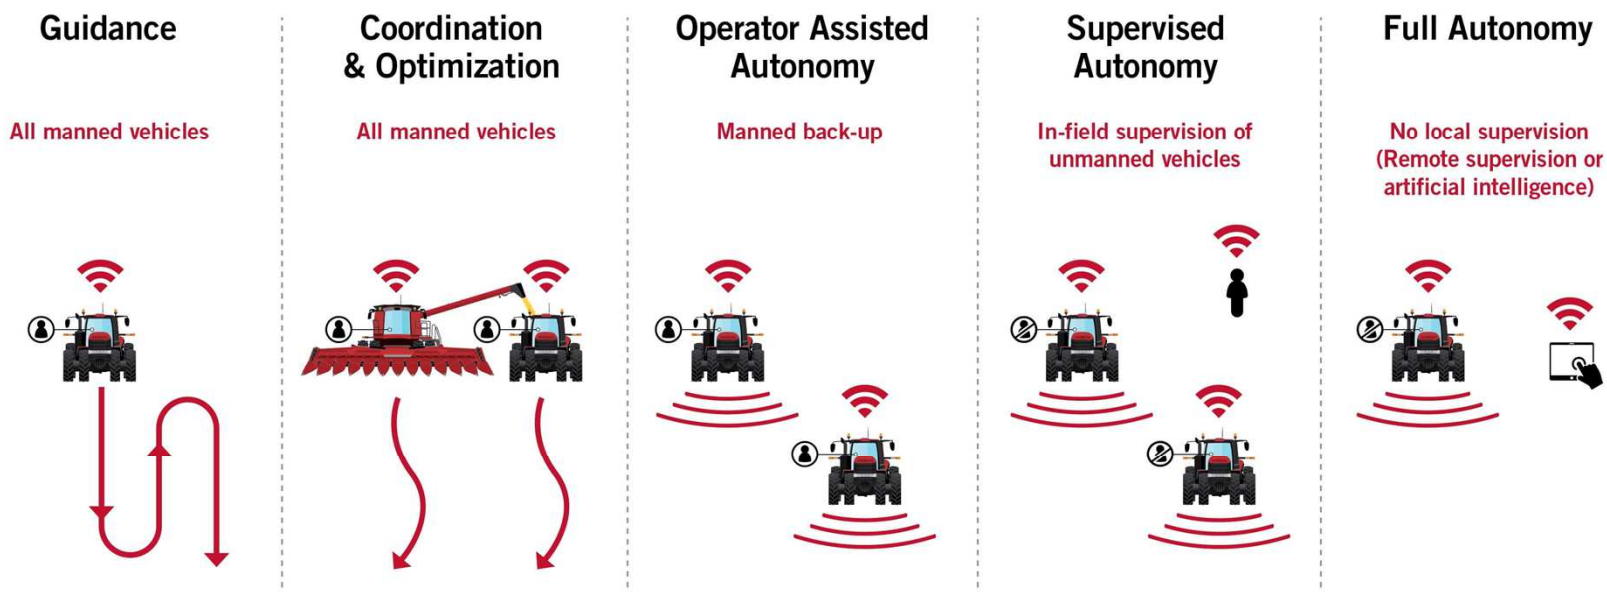 Guidance
All manned vehicles
Coordination
& Optimization
All manned vehicles
Operator Assisted
Autonomy
Manned back-up
Supervised
Autonomy
In-field supervision of
unmanned vehicles
Full Autonomy
No local supervision
(Remote supervision or
artificial intelligence)